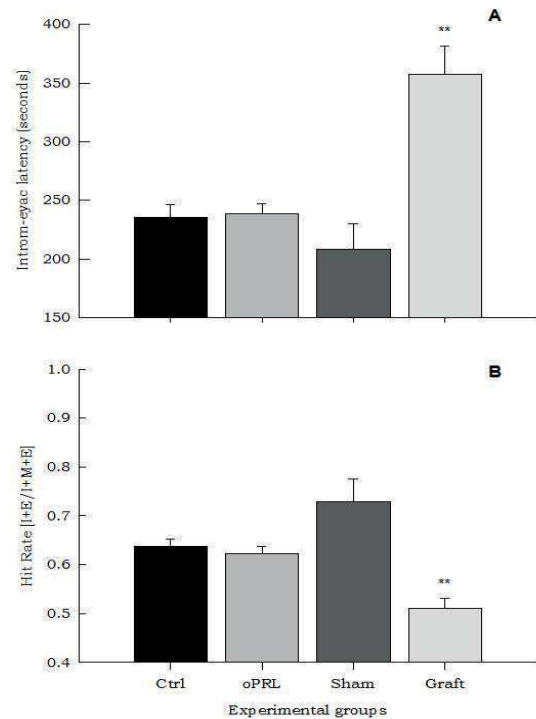 A
Introm-eyac latency (seconds)
400
350
300
250
200
150
**
B
Hit Rate [I+E/I+M+E]
1.0
0.9
0.8
0.7
0.6
0.5
0.4
**
Ctrl oPRL Sham Graft
Experimental groups